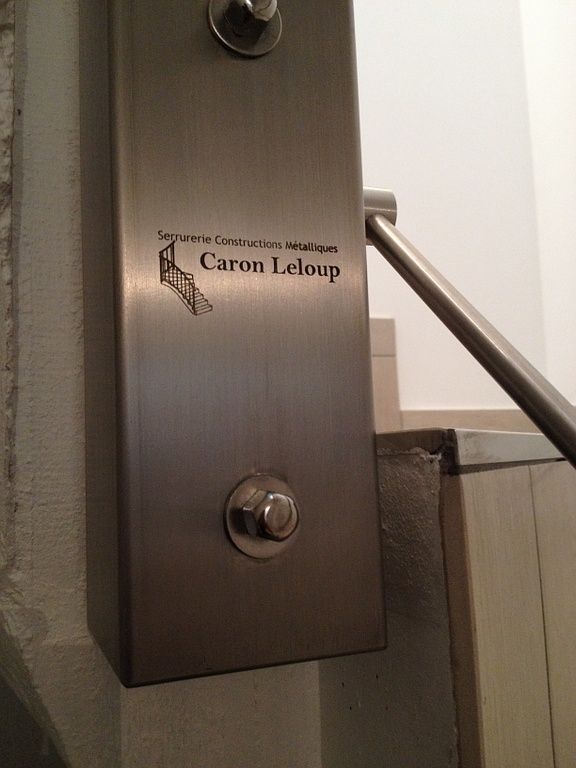 Serrurerie Constructions Métalliques
Caron Leloup